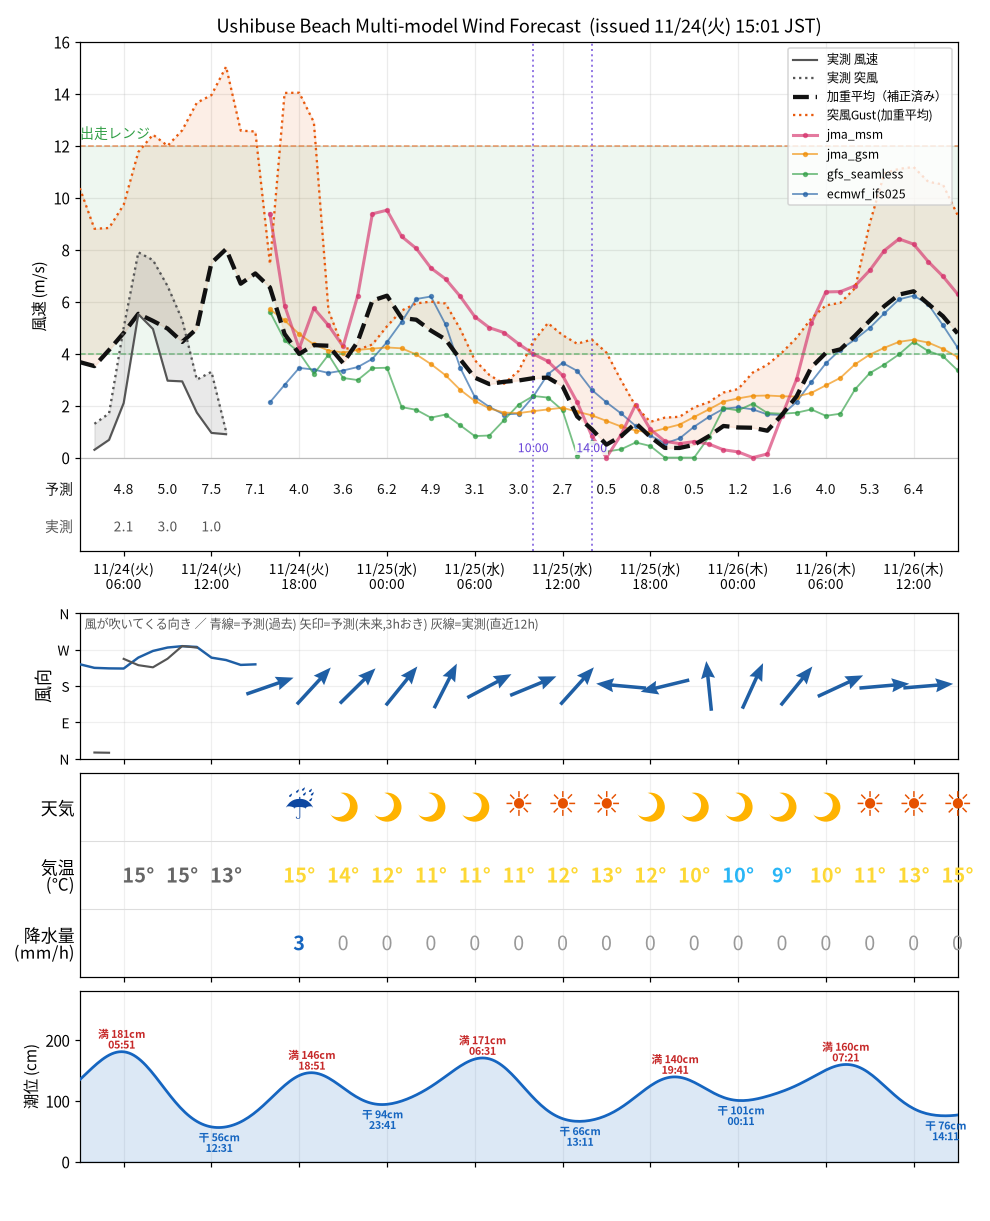 Ushibuse Beach Multi-model Wind Forecast (issued 11/24(火) 15:01 JST)
16
14
12
10
8
6
4
2
0
風速 (m/s)
出走レンジ
実測 風速
実測 突風
加重平均（補正済み）
突風Gust(加重平均)
jma_msm
jma_gsm
gfs_seamless
ecmwf_ifs025
10:00 14:00
予測 4.8 5.0 7.5 7.1 4.0 3.6 6.2 4.9 3.1 3.0 2.7 0.5 0.8 0.5 1.2 1.6 4.0 5.3 6.4
実測 2.1 3.0 1.0
11/24(火) 11/24(火) 11/24(火) 11/25(水) 11/25(水) 11/25(水) 11/25(水) 11/26(木) 11/26(木) 11/26(木)
06:00 12:00 18:00 00:00 06:00 12:00 18:00 00:00 06:00 12:00
風が吹いてくる向き ／ 青線=予測(過去) 矢印=予測(未来,3hおき) 灰線=実測(直近12h)
風向
N
W
S
E
N
天気
気温
(℃)
15° 15° 13° 15° 14° 12° 11° 11° 11° 12° 13° 12° 10° 10° 9° 10° 11° 13° 15°
降水量
(mm/h)
3 0 0 0 0 0 0 0 0 0 0 0 0 0 0 0
潮位 (cm)
200
100
0
満 181cm
05:51
干 56cm
12:31
満 146cm
18:51
干 94cm
23:41
満 171cm
06:31
干 66cm
13:11
満 140cm
19:41
干 101cm
00:11
満 160cm
07:21
干 76cm
14:11